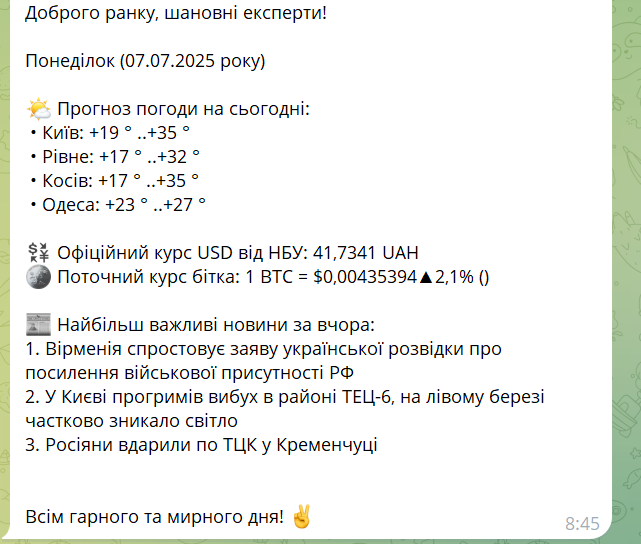 Доброго ранку, шановні експерти!
Понеділок (07.07.2025 року)
🌤 Прогноз погоди на сьогодні:
• Київ: +19 ° ..+35 °
• Рівне: +17 ° ..+32 °
• Косів: +17 ° ..+35 °
• Одеса: +23 ° ..+27 °
💱 Офіційний курс USD від НБУ: 41,7341 UAH
🌚 Поточний курс бітка: 1 BTC = $0,00435394▲2,1% ()
📰 Найбільш важливі новини за вчора:
1. Вірменія спростовує заяву української розвідки про
посилення військової присутності РФ
2. У Києві прогримів вибух в районі ТЕЦ-6, на лівому березі
частково зникало світло
3. Росіяни вдарили по ТЦК у Кременчуці
Всім гарного та мирного дня! ✌
8:45